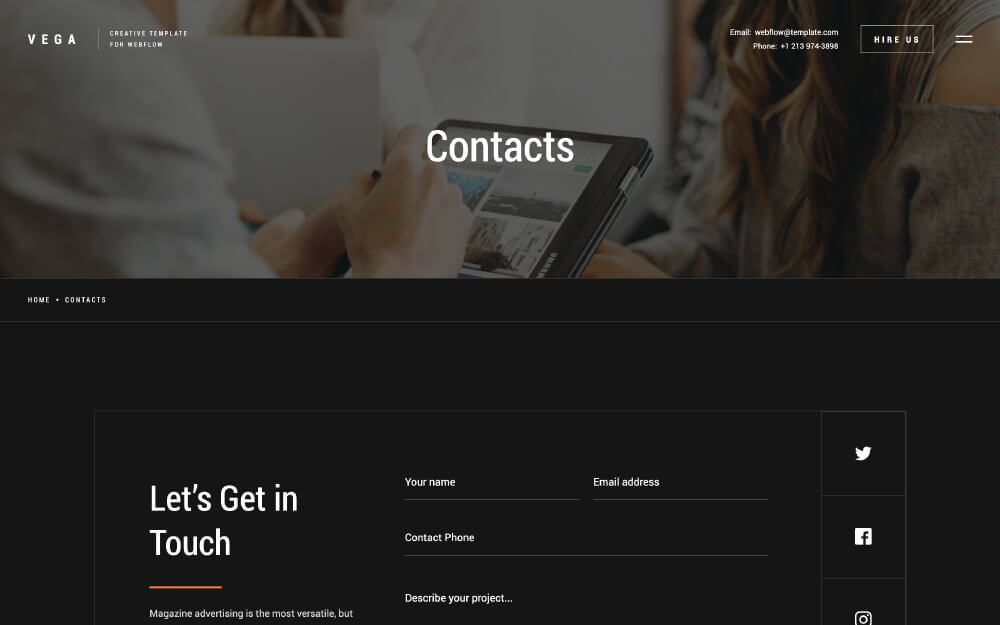 VEGA
CREATIVE TEMPLATE
FOR WEBFLOW
Email: webflow@template.com
Phone: +1 213 974-3898
HIRE US
Contacts
SAMSUNG
HOME • CONTACTS
Let's Get in
Touch
Magazine advertising is the most versatile, but
Your name
Email address
Contact Phone
Describe your project...